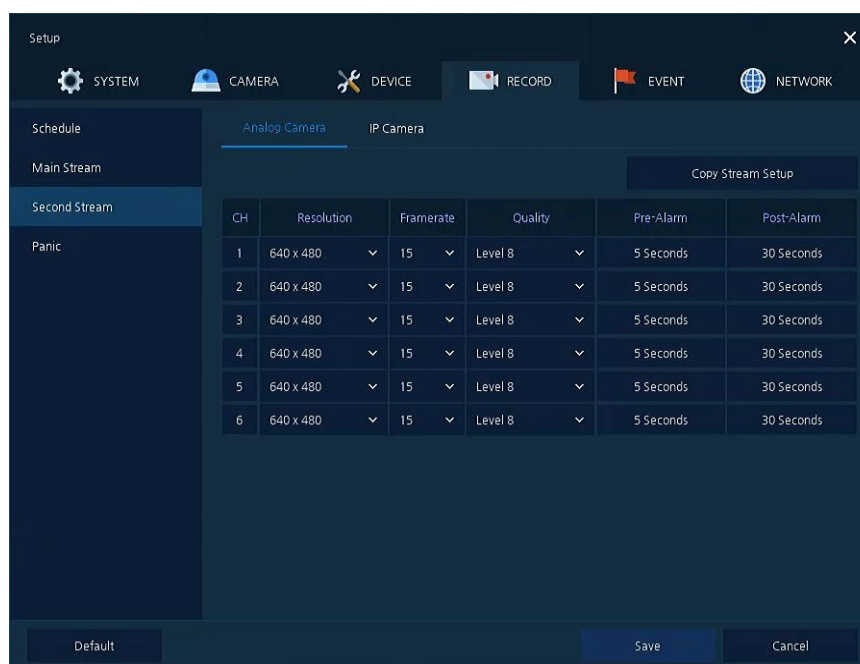 Setup
SYSTEM CAMERA DEVICE RECORD EVENT NETWORK
Schedule
Main Stream
Second Stream
Panic
Analog Camera IP Camera
Copy Stream Setup
CH Resolution Framerate Quality Pre-Alarm Post-Alarm
1 640 x 480 15 Level 8 5 Seconds 30 Seconds
2 640 x 480 15 Level 8 5 Seconds 30 Seconds
3 640 x 480 15 Level 8 5 Seconds 30 Seconds
4 640 x 480 15 Level 8 5 Seconds 30 Seconds
5 640 x 480 15 Level 8 5 Seconds 30 Seconds
6 640 x 480 15 Level 8 5 Seconds 30 Seconds
Default Save Cancel